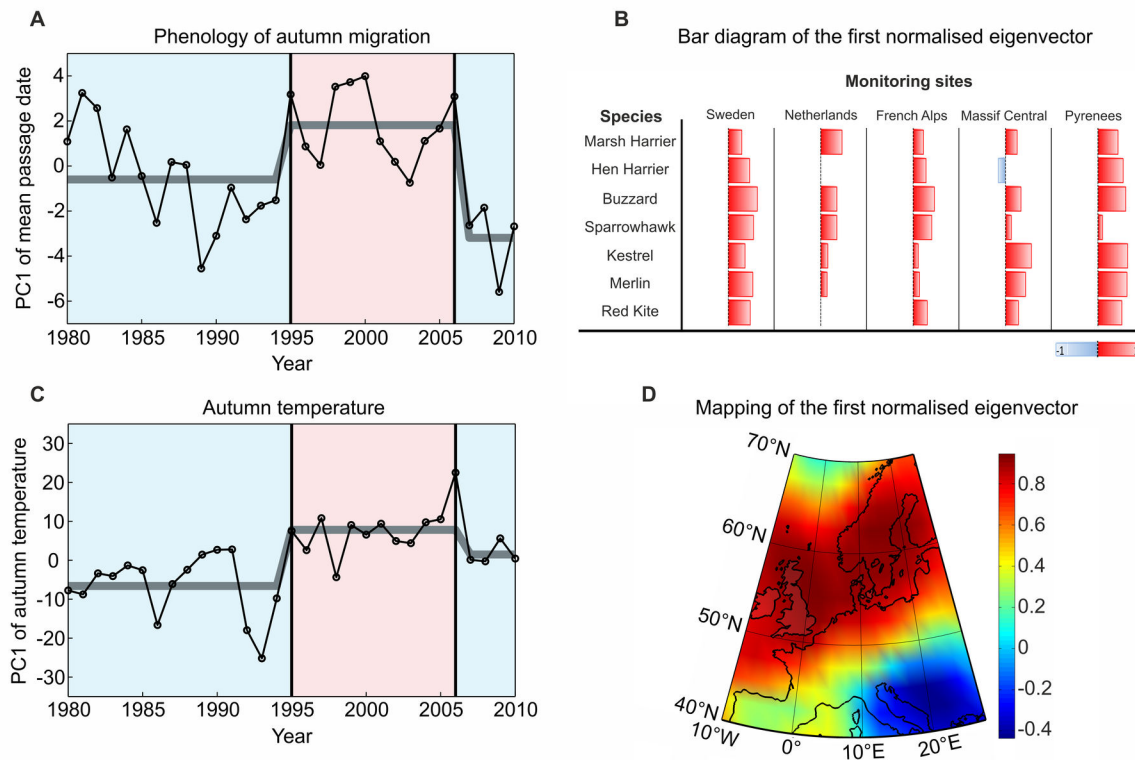 A
Phenology of autumn migration
PC1 of mean passage date
4
2
0
-2
-4
-6
1980 1985 1990 1995 2000 2005 2010
Year
B
Bar diagram of the first normalised eigenvector
Monitoring sites
Species Sweden Netherlands French Alps Massif Central Pyrenees
Marsh Harrier
Hen Harrier
Buzzard
Sparrowhawk
Kestrel
Merlin
Red Kite
-1
C
Autumn temperature
PC1 of autumn temperature
30
20
10
0
-10
-20
-30
1980 1985 1990 1995 2000 2005 2010
Year
D
Mapping of the first normalised eigenvector
70°N
60°N
50°N
40°N
10°W 0° 10°E 20°E
0.8
0.6
0.4
0.2
0
-0.2
-0.4